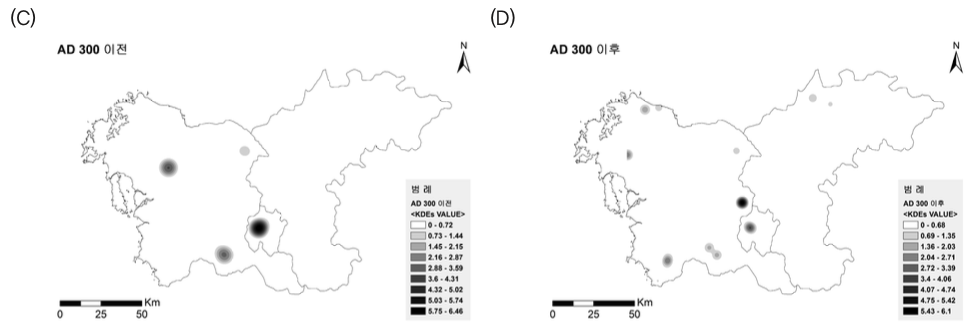 (C)
AD 300 이전
N
범 례
AD 300 이전
<KDEs VALUE>
0 - 0.72
0.73 - 1.44
1.45 - 2.15
2.16 - 2.87
2.88 - 3.59
3.6 - 4.31
4.32 - 5.02
5.03 - 5.74
5.75 - 6.46
Km
0 25 50
(D)
AD 300 이후
N
범 례
AD 300 이후
<KDEs VALUE>
0 - 0.68
0.69 - 1.35
1.36 - 2.03
2.04 - 2.71
2.72 - 3.39
3.4 - 4.06
4.07 - 4.74
4.75 - 5.42
5.43 - 6.1
Km
0 25 50